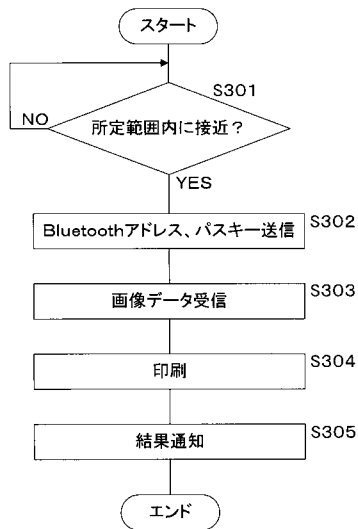 スタート
S301
所定範囲内に接近？
NO
YES
S302
Bluetoothアドレス、パスキー送信
S303
画像データ受信
S304
印刷
S305
結果通知
エンド